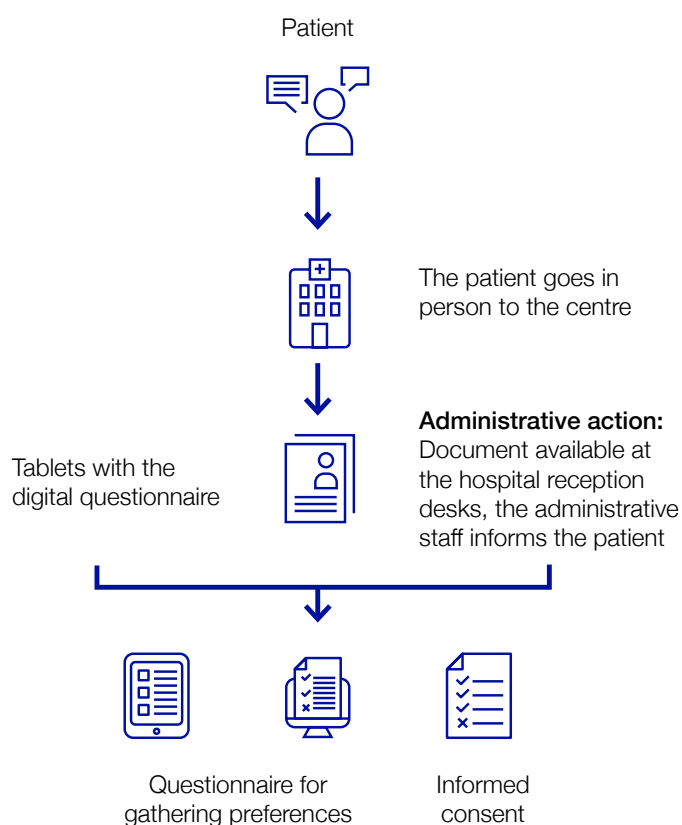 Patient
The patient goes in
person to the centre
Tablets with the
digital questionnaire
Administrative action:
Document available at
the hospital reception
desks, the administrative
staff informs the patient
Questionnaire for
gathering preferences
Informed
consent